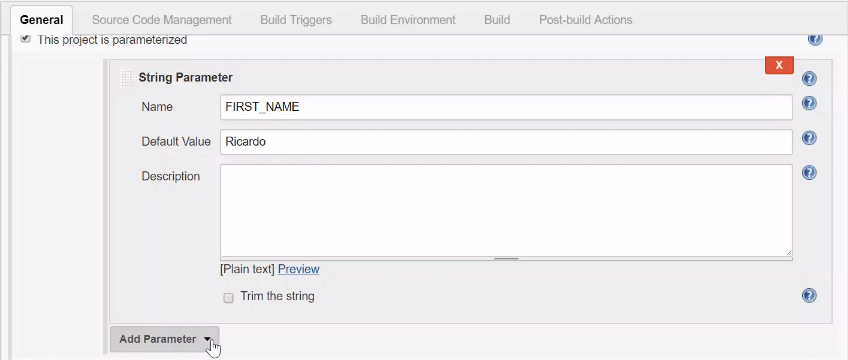 General Source Code Management Build Triggers Build Environment Build Post-build Actions
This project is parameterized
String Parameter X
Name FIRST_NAME
Default Value Ricardo
Description
[Plain text] Preview
Trim the string
Add Parameter